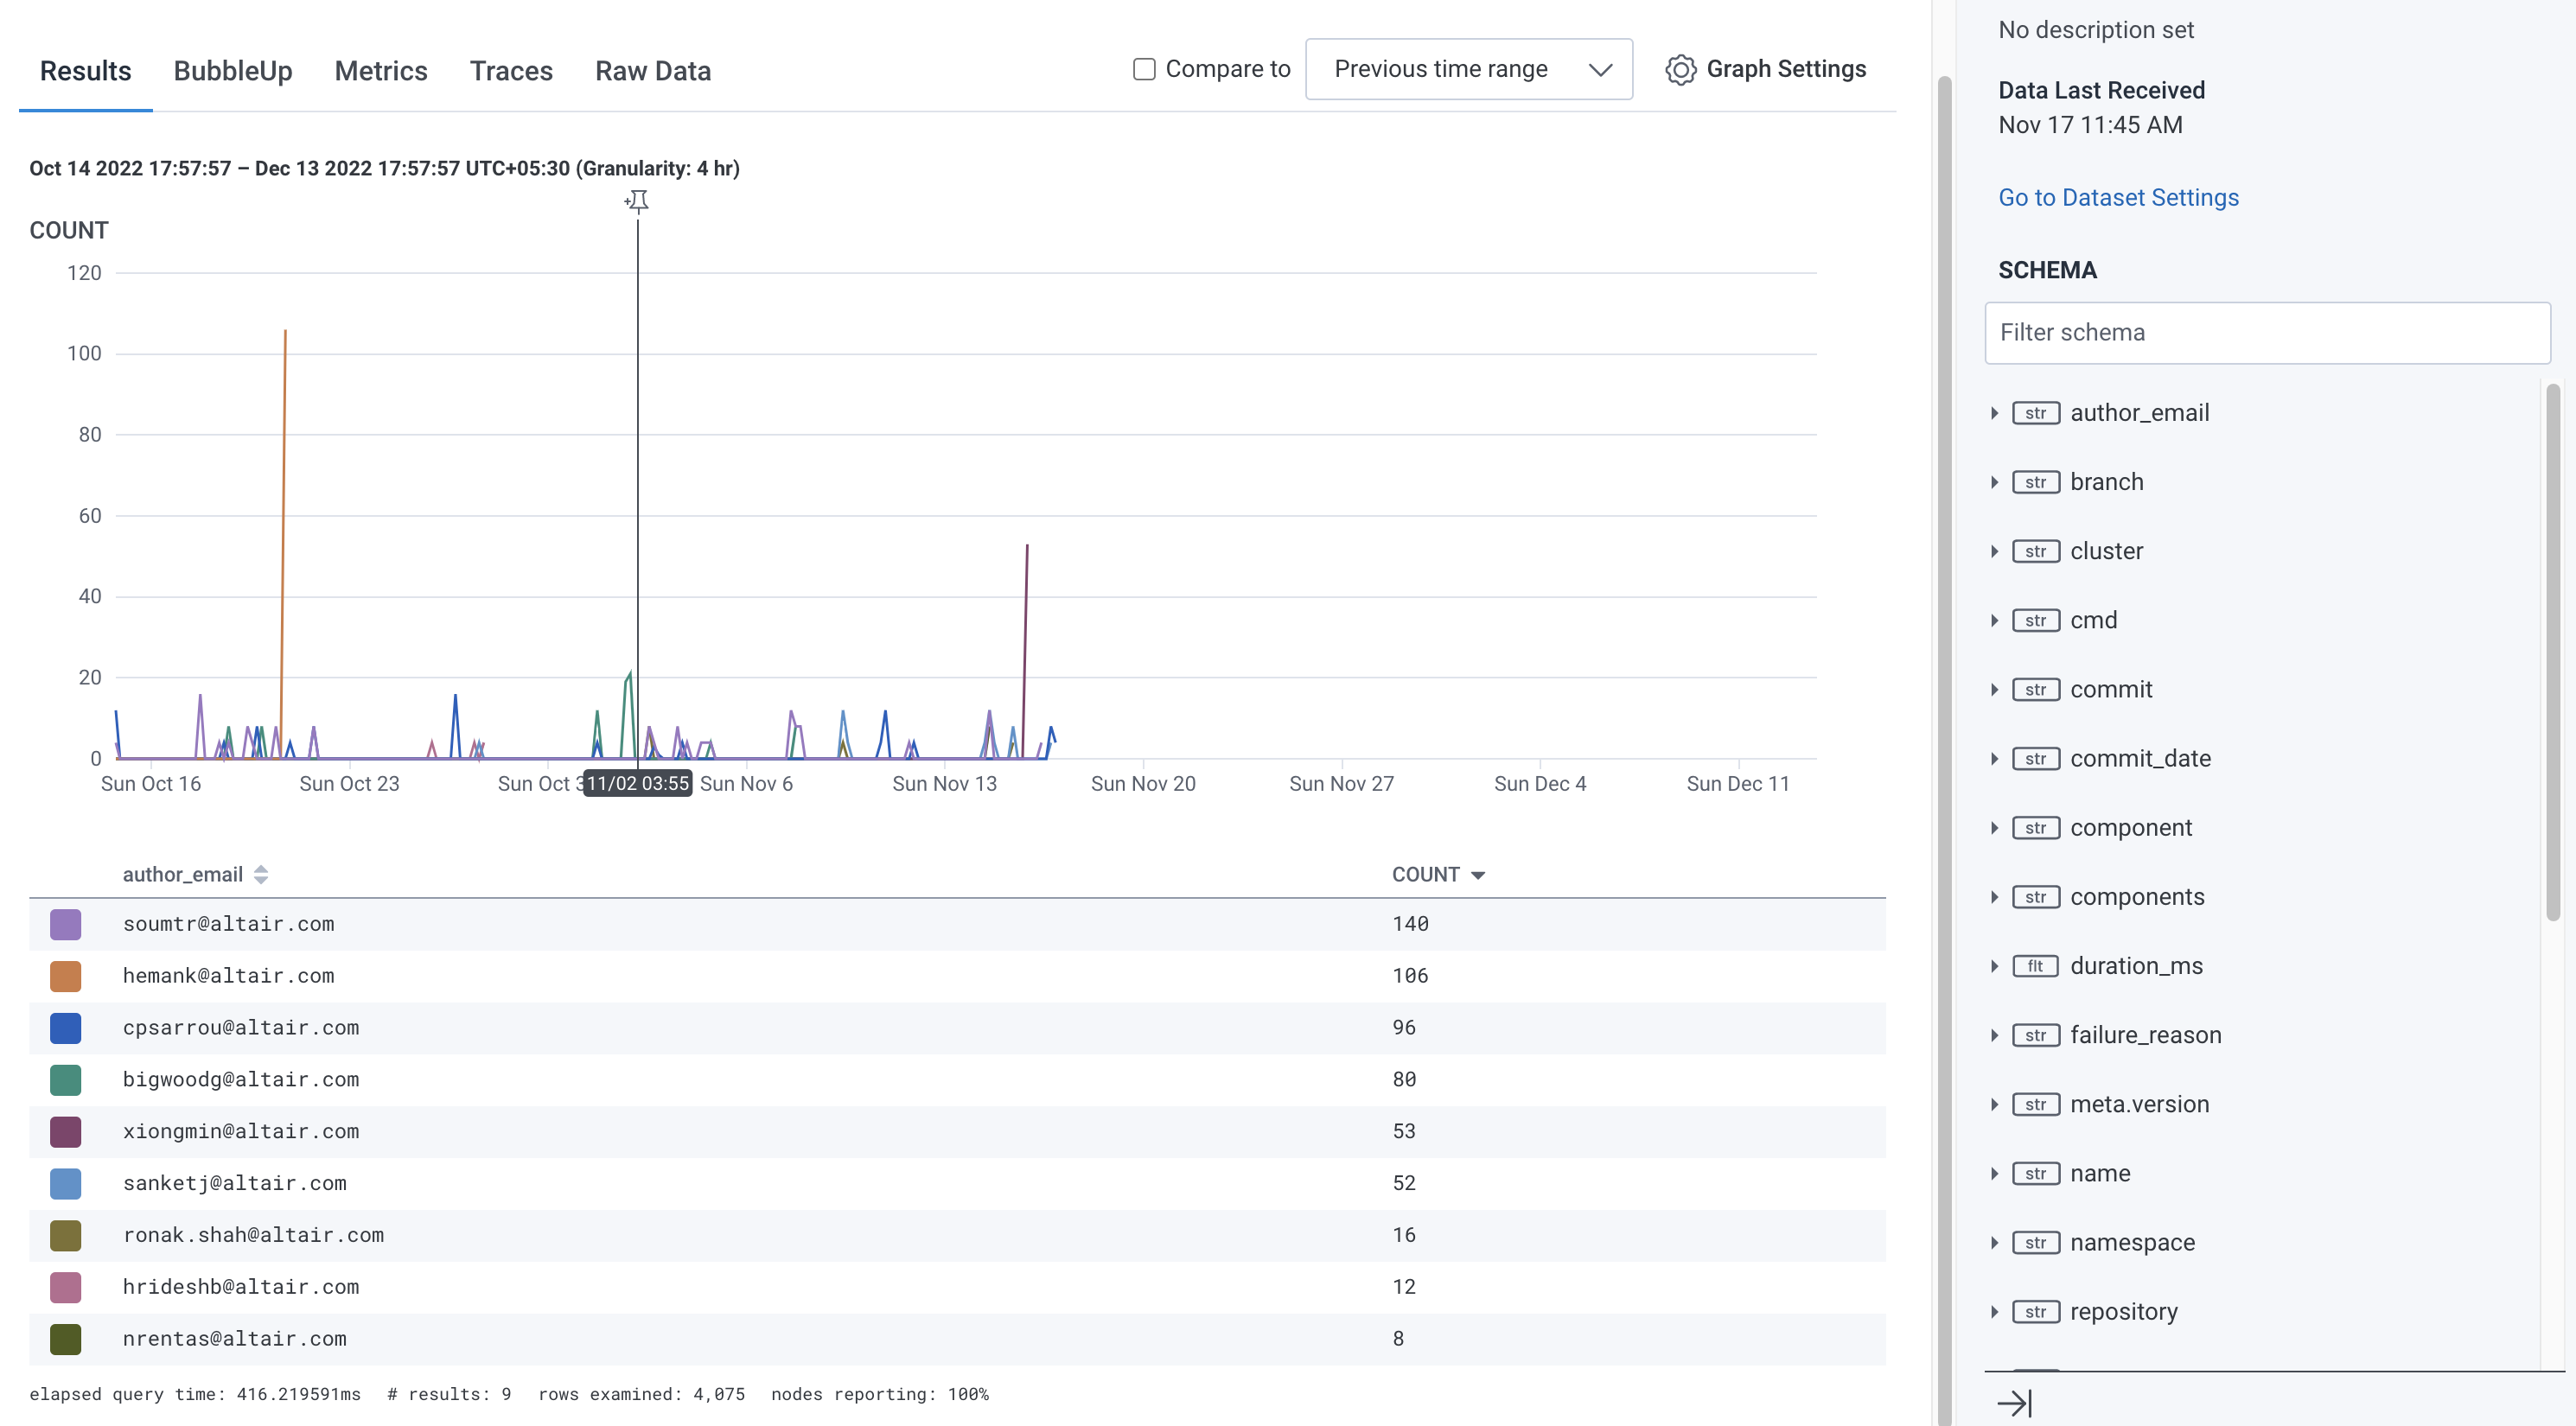 Results BubbleUp Metrics Traces Raw Data Compare to Previous time range Graph Settings
Oct 14 2022 17:57:57 – Dec 13 2022 17:57:57 UTC+05:30 (Granularity: 4 hr)
COUNT
120
100
80
60
40
20
0
Sun Oct 16 Sun Oct 23 Sun Oct 3 11/02 03:55 Sun Nov 6 Sun Nov 13 Sun Nov 20 Sun Nov 27 Sun Dec 4 Sun Dec 11
author_email COUNT
soumtr@altair.com 140
hemank@altair.com 106
cpsarrou@altair.com 96
bigwoodg@altair.com 80
xiongmin@altair.com 53
sanketj@altair.com 52
ronak.shah@altair.com 16
hrideshb@altair.com 12
nrentas@altair.com 8
elapsed query time: 416.219591ms # results: 9 rows examined: 4,075 nodes reporting: 100%
No description set
Data Last Received
Nov 17 11:45 AM
Go to Dataset Settings
SCHEMA
Filter schema
str author_email
str branch
str cluster
str cmd
str commit
str commit_date
str component
str components
flt duration_ms
str failure_reason
str meta.version
str name
str namespace
str repository